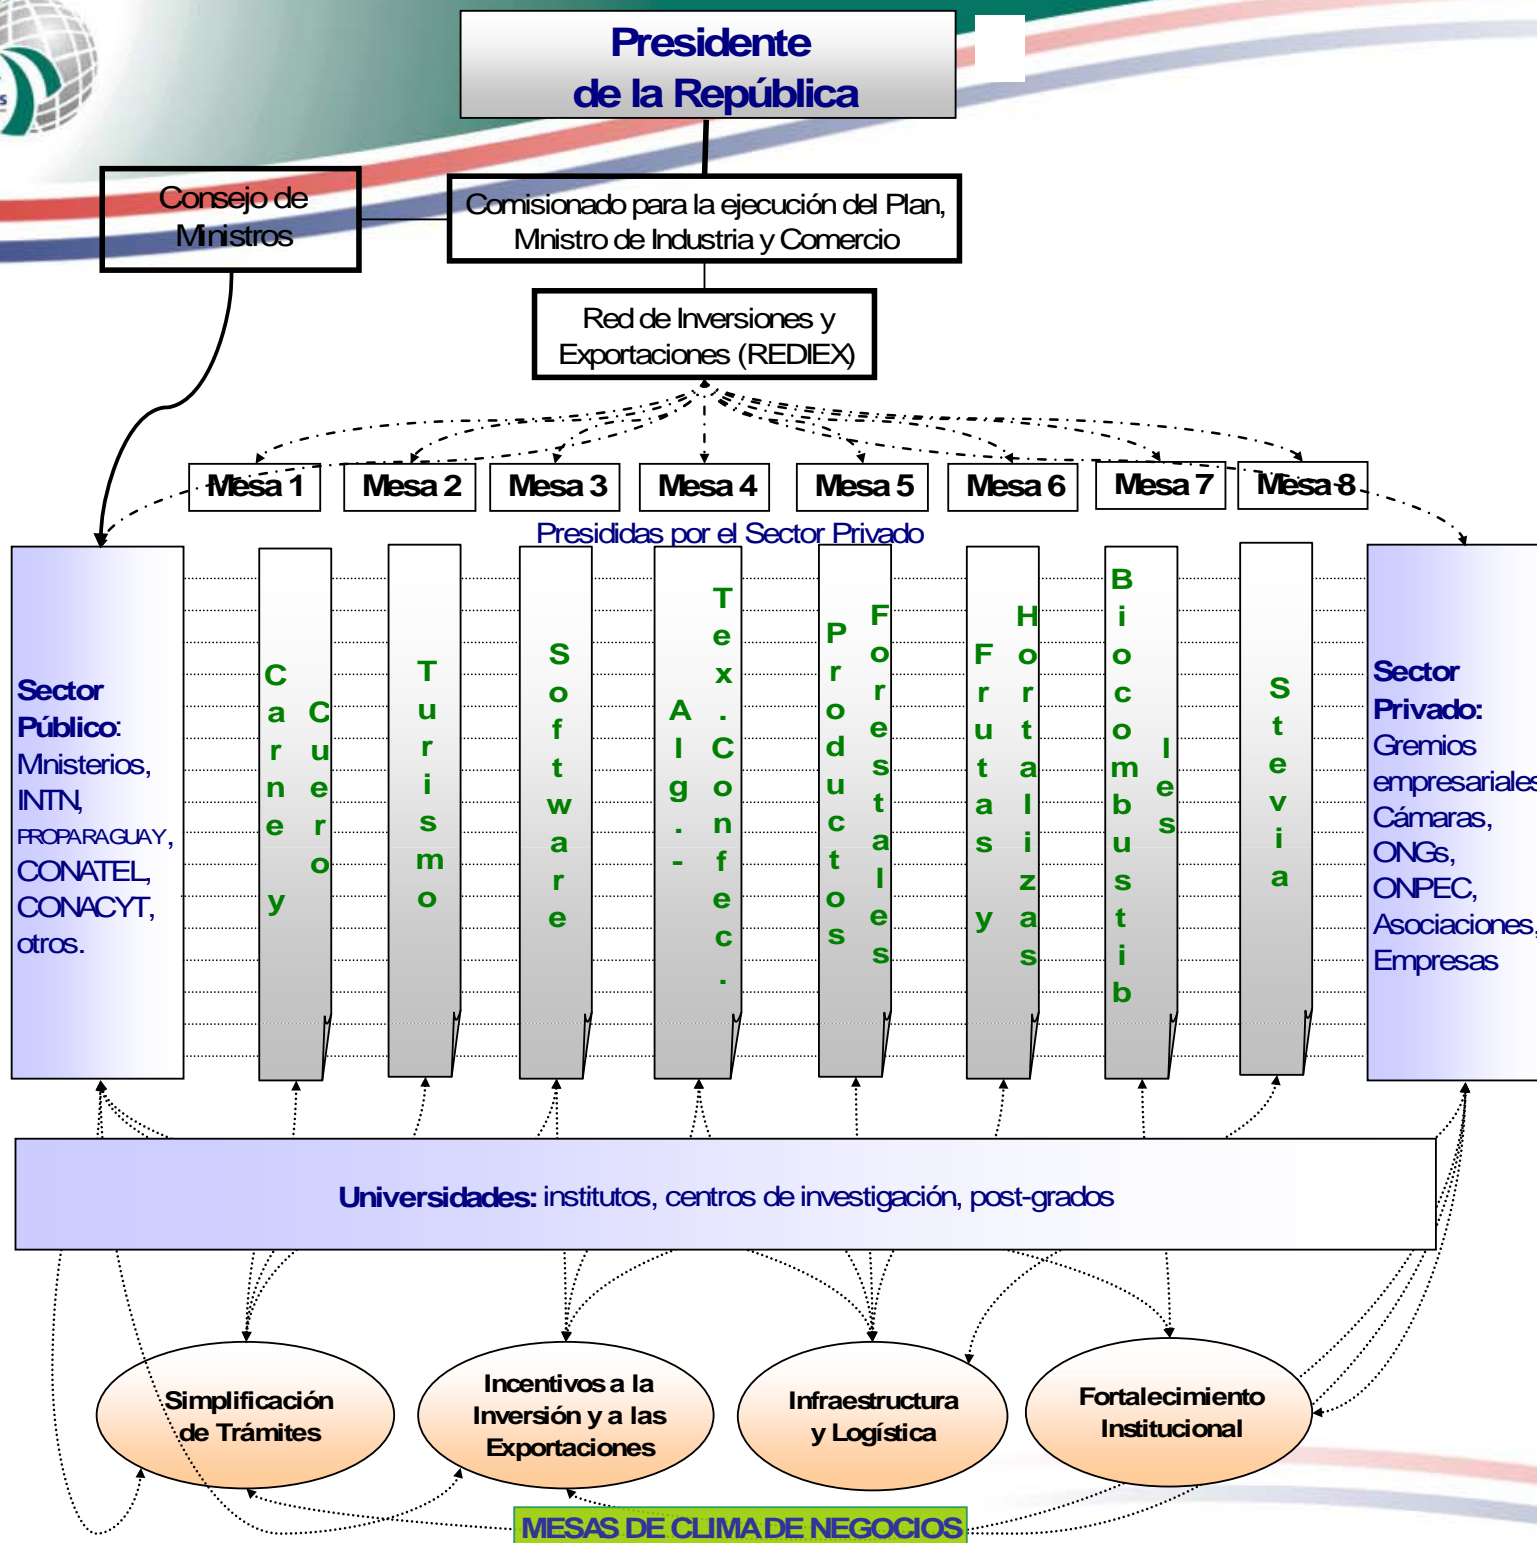 Presidente
de la República
Consejo de
Ministros
Comisionado para la ejecución del Plan,
Mnistro de Industria y Comercio
Red de Inversiones y
Exportaciones (REDIEX)
Mesa 1
Mesa 2
Mesa 3
Mesa 4
Mesa 5
Mesa 6
Mesa 7
Mesa 8
Presididas por el Sector Privado
Sector
Público:
Mnisterios,
INTN,
PROPARAGUAY,
CONATEL,
CONACYT,
otros.
Carne y
Cuero
Turismo
Software
Alg.-
Tex.Confec.
Productos
Forestales
Frutas y
Hortalizas
Biocombustib
les
Stevia
Sector
Privado:
Gremios
empresariales
Cámaras,
ONGs,
ONPEC,
Asociaciones,
Empresas
Universidades: institutos, centros de investigación, post-grados
Simplificación
de Trámites
Incentivos a la
Inversión y a las
Exportaciones
Infraestructura
y Logística
Fortalecimiento
Institucional
MESAS DE CLIMA DE NEGOCIOS